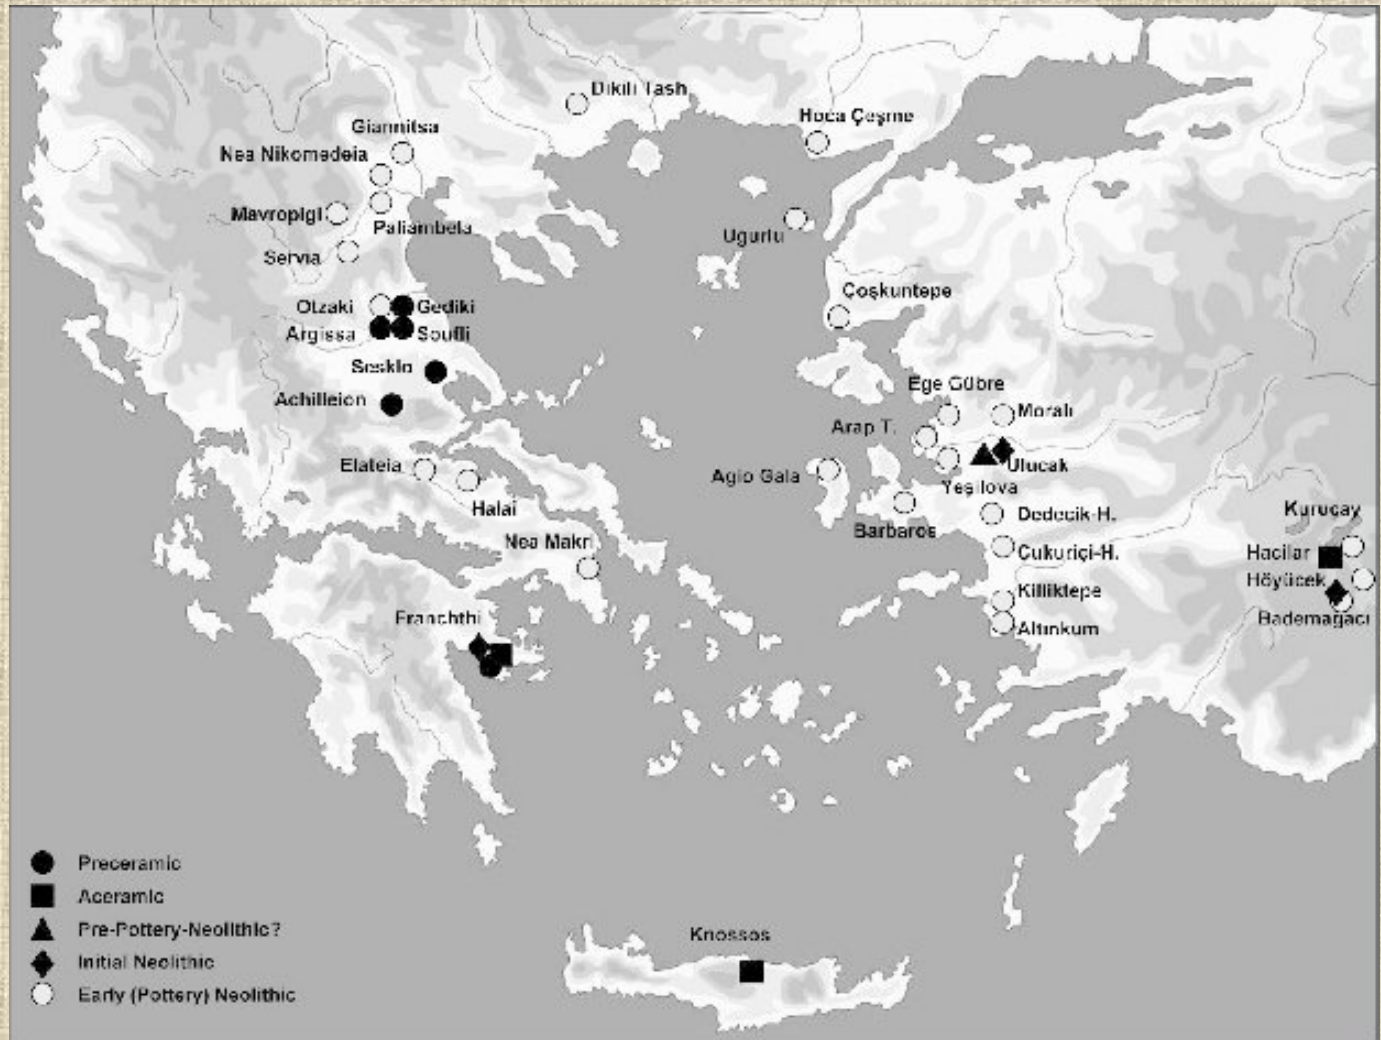 Dikili Tash
Hoca Çeşme
Giannitsa
Nea Nikomedeia
Mavropigi
Paliambela
Ugurlu
Servia
Çoşkuntepe
Otzaki
Gediki
Argissa
Soufli
Sesklo
Ege Gübre
Achilleion
Moralı
Arap T.
Elateia
Ulucak
Agio Gala
Yeşilova
Halai
Kuruçay
Dedecik-H.
Barbaros
Nea Makri
Çukuriçi-H.
Hacilar
Höyücek
Killiktepe
Franchthi
Bademağacı
Altınkum
Preceramic
Aceramic
Pre-Pottery-Neolithic?
Knossos
Initial Neolithic
Early (Pottery) Neolithic